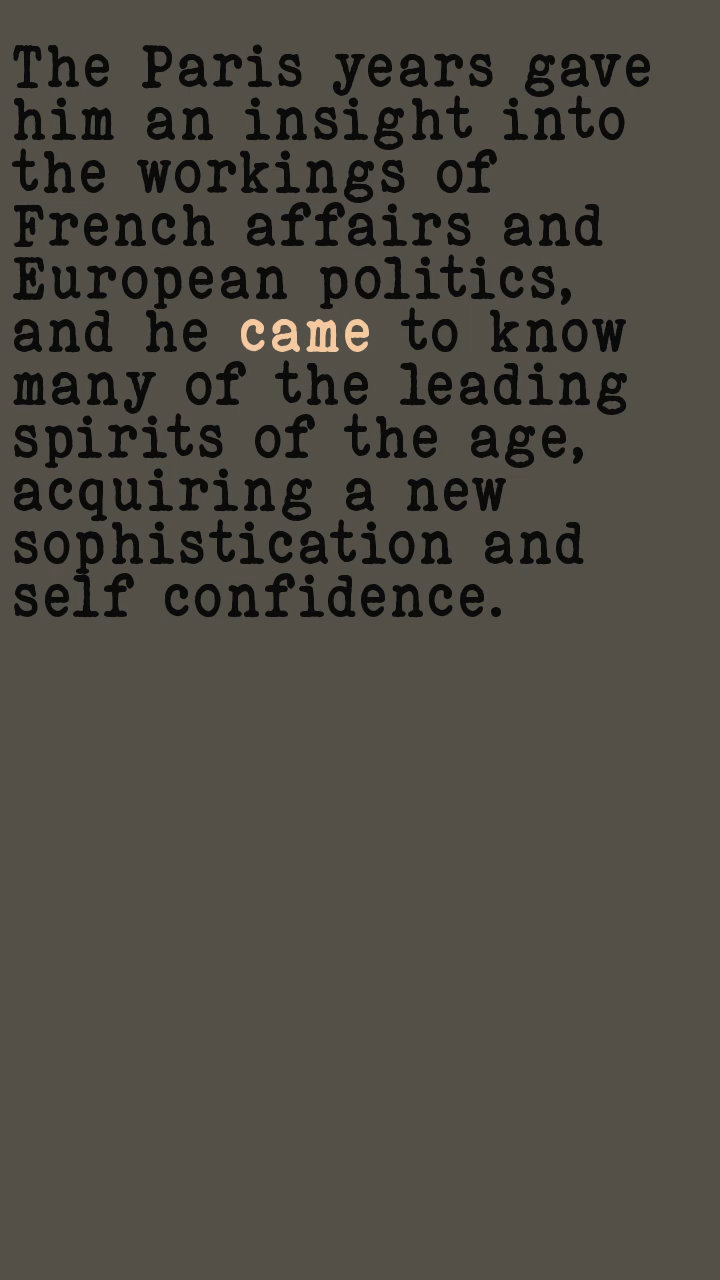 The Paris years gave
him an insight into
the workings of
French affairs and
European politics,
and he came to know
many of the leading
spirits of the age,
acquiring a new
sophistication and
self confidence.